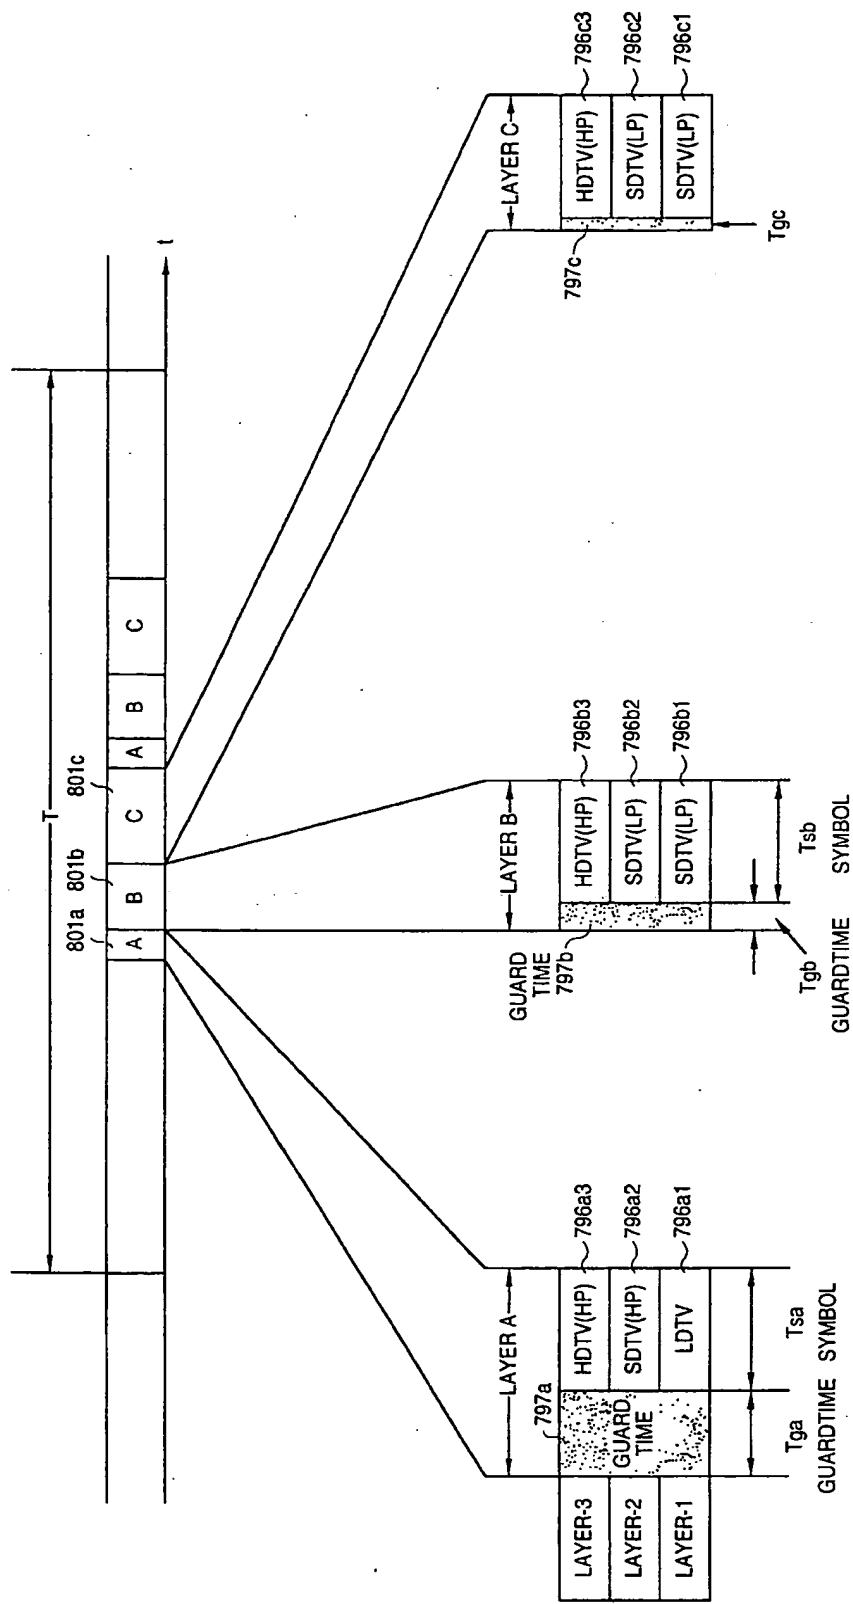 T
801a
801b
801c
A
B
C
A
B
C
t
LAYER A
LAYER B
LAYER C
797a
GUARD
TIME
797b
797c
LAYER-3
LAYER-2
LAYER-1
GUARD
TIME
HDTV(HP)
SDTV(HP)
LDTV
796a3
796a2
796a1
HDTV(HP)
SDTV(LP)
SDTV(LP)
796b3
796b2
796b1
HDTV(HP)
SDTV(LP)
SDTV(LP)
796c3
796c2
796c1
Tga
GUARDTIME
Tsa
SYMBOL
Tgb
GUARDTIME
Tsb
SYMBOL
Tgc